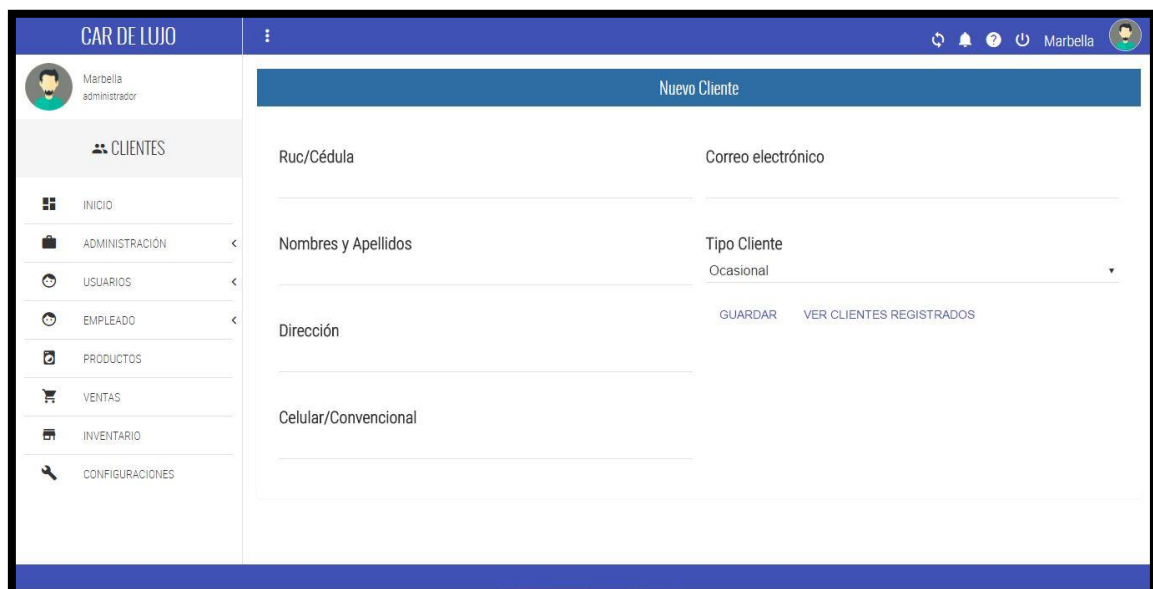 CAR DE LUJO
Marbella
Marbella
administrador
CLIENTES
INICIO
ADMINISTRACIÓN
USUARIOS
EMPLEADO
PRODUCTOS
VENTAS
INVENTARIO
CONFIGURACIONES
Nuevo Cliente
Ruc/Cédula
Nombres y Apellidos
Dirección
Celular/Convencional
Correo electrónico
Tipo Cliente
Ocasional
GUARDAR VER CLIENTES REGISTRADOS